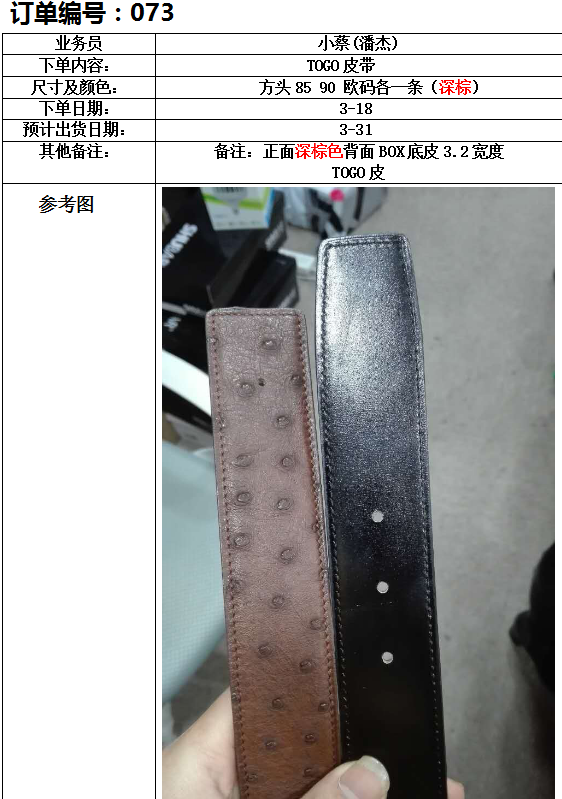 订单编号：073
业务员 小蔡(潘杰)
下单内容： TOGO皮带
尺寸及颜色： 方头85 90 欧码各一条（深棕）
下单日期： 3-18
预计出货日期： 3-31
其他备注： 备注：正面深棕色背面BOX底皮3.2宽度
TOGO皮
参考图